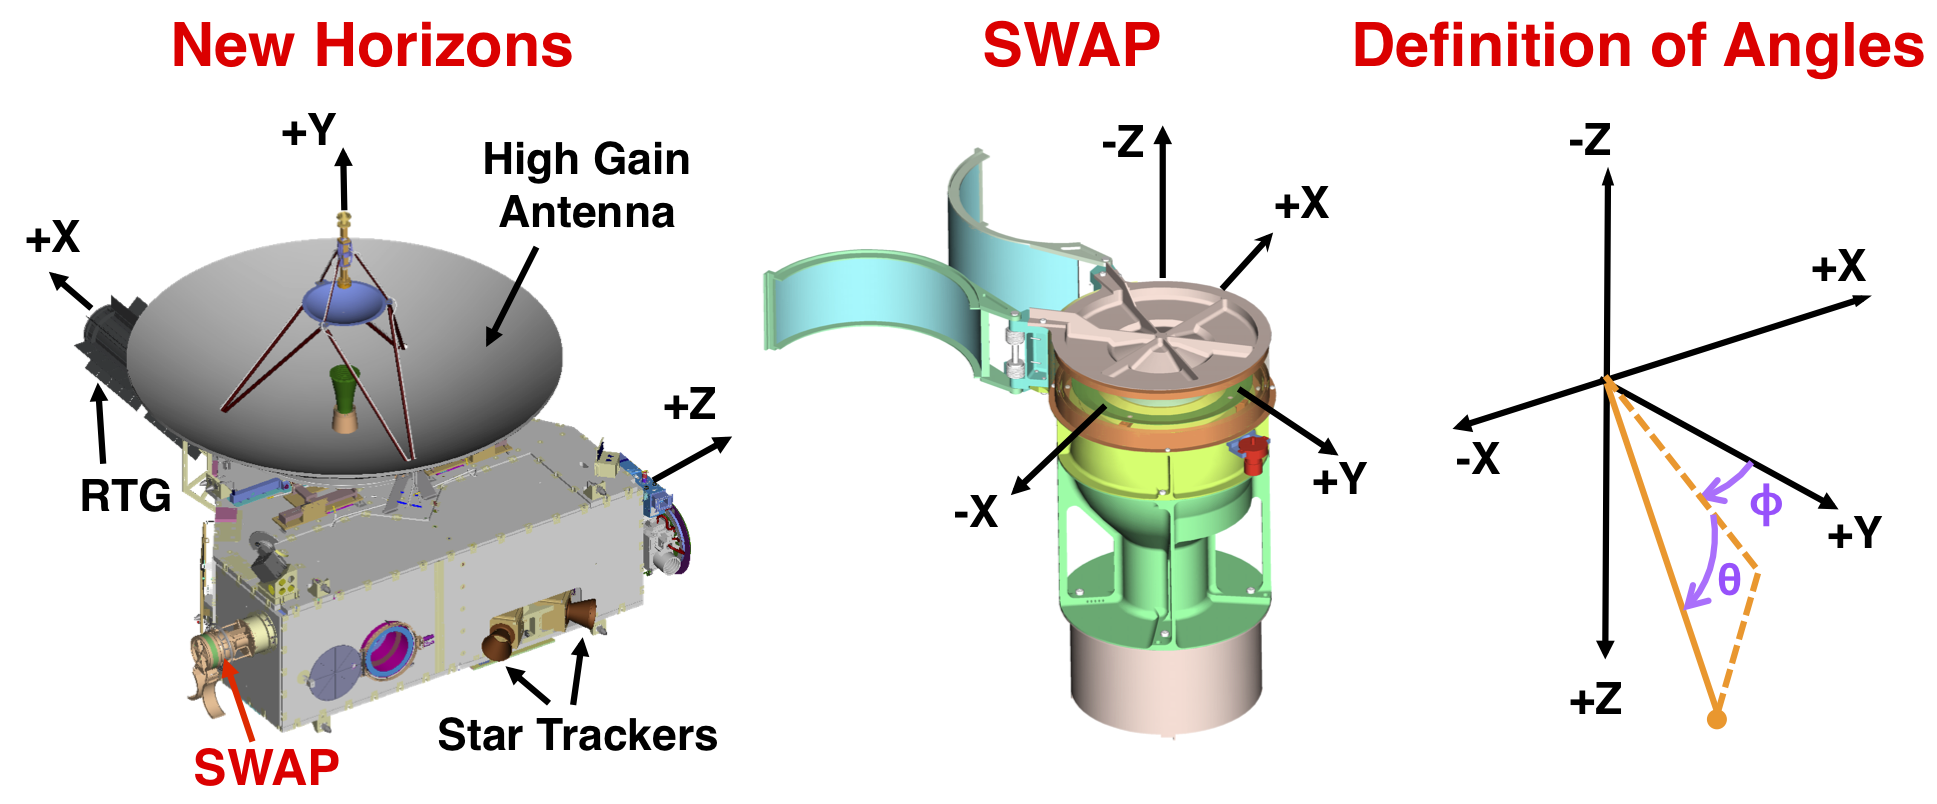 New Horizons
+Y
High Gain
Antenna
+X
+Z
RTG
Star Trackers
SWAP
SWAP
-Z
+X
-X
+Y
Definition of Angles
-Z
+X
-X
ϕ
+Y
θ
+Z